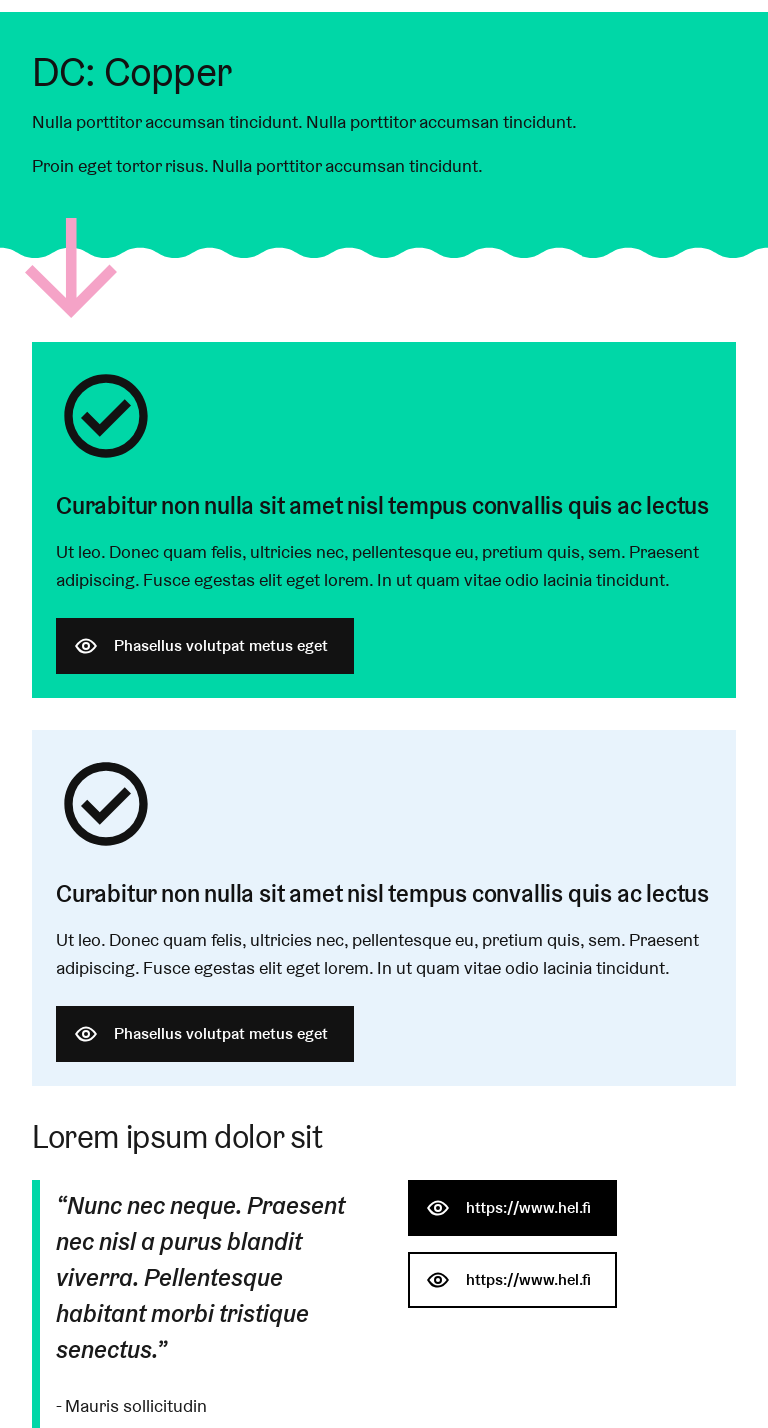 DC: Copper
Nulla porttitor accumsan tincidunt. Nulla porttitor accumsan tincidunt.
Proin eget tortor risus. Nulla porttitor accumsan tincidunt.
Curabitur non nulla sit amet nisl tempus convallis quis ac lectus
Ut leo. Donec quam felis, ultricies nec, pellentesque eu, pretium quis, sem. Praesent
adipiscing. Fusce egestas elit eget lorem. In ut quam vitae odio lacinia tincidunt.
Phasellus volutpat metus eget
Curabitur non nulla sit amet nisl tempus convallis quis ac lectus
Ut leo. Donec quam felis, ultricies nec, pellentesque eu, pretium quis, sem. Praesent
adipiscing. Fusce egestas elit eget lorem. In ut quam vitae odio lacinia tincidunt.
Phasellus volutpat metus eget
Lorem ipsum dolor sit
“Nunc nec neque. Praesent
nec nisl a purus blandit
viverra. Pellentesque
habitant morbi tristique
senectus.”
- Mauris sollicitudin
https://www.hel.fi
https://www.hel.fi